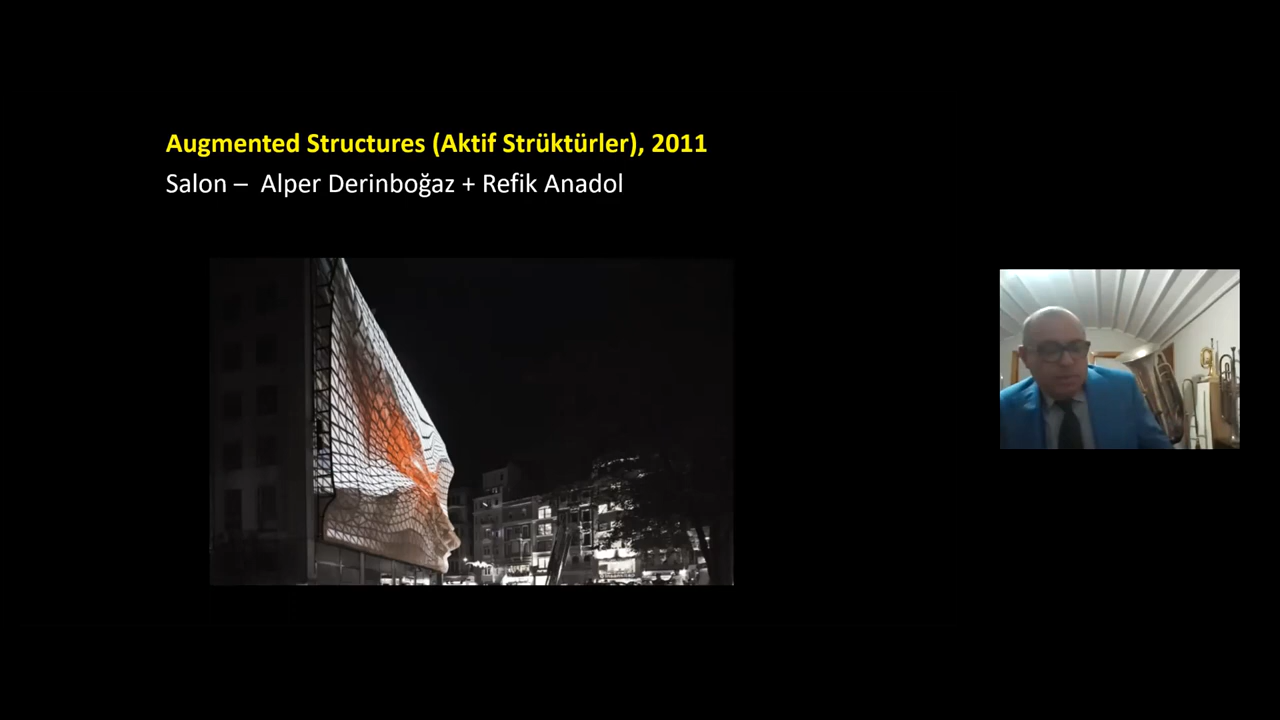 Augmented Structures (Aktif Strüktürler), 2011
Salon – Alper Derinboğaz + Refik Anadol